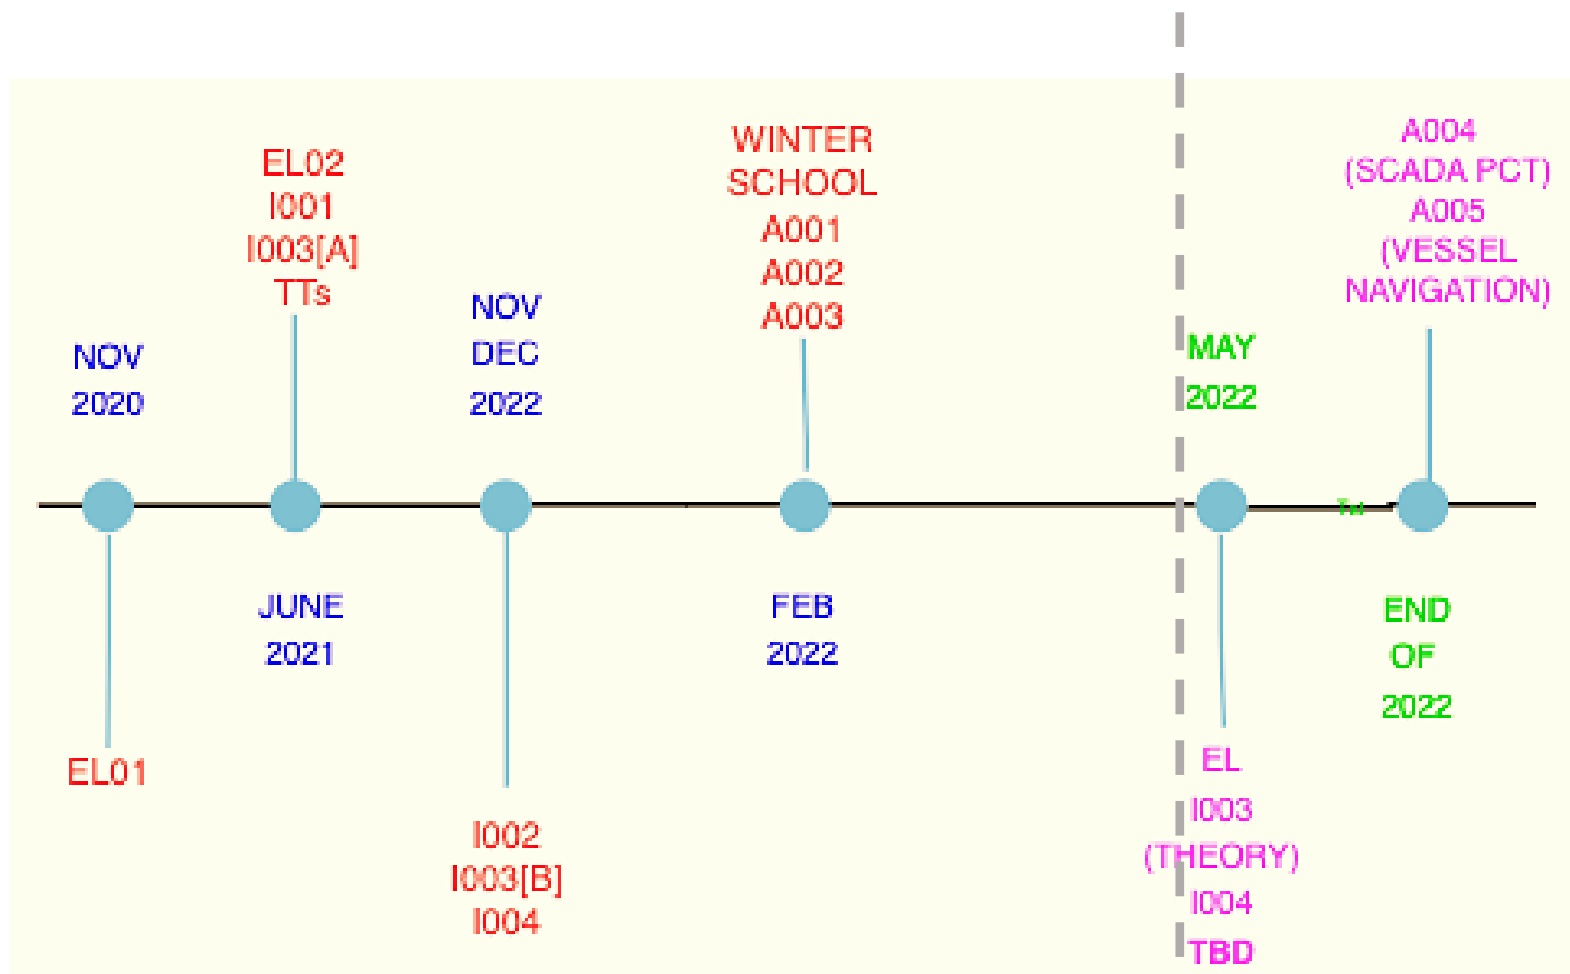 NOV
2020
EL01
EL02
I001
I003[A]
TTs
JUNE
2021
NOV
DEC
2022
I002
I003[B]
I004
WINTER
SCHOOL
A001
A002
A003
FEB
2022
MAY
2022
EL
I003
(THEORY)
I004
TBD
A004
(SCADA PCT)
A005
(VESSEL
NAVIGATION)
END
OF
2022